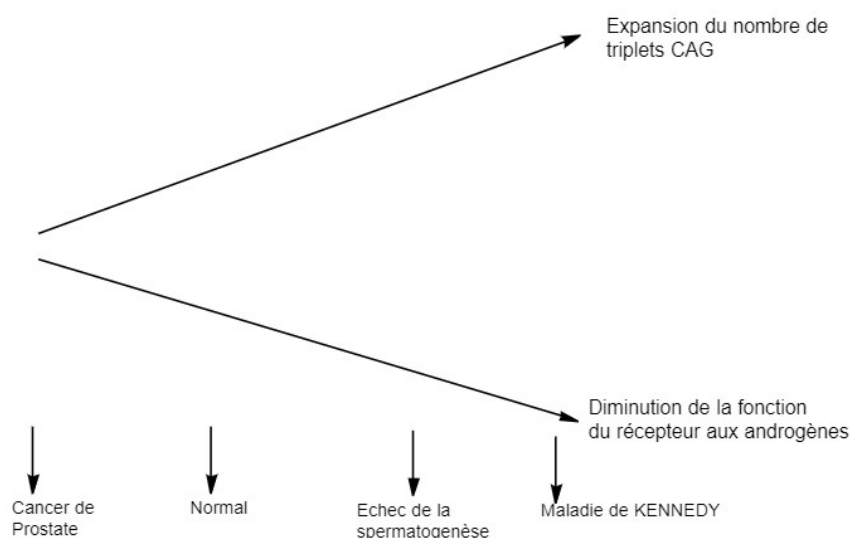 Expansion du nombre de
triplets CAG
Diminution de la fonction
du récepteur aux androgènes
Cancer de
Prostate
Normal
Echec de la
spermatogenèse
Maladie de KENNEDY